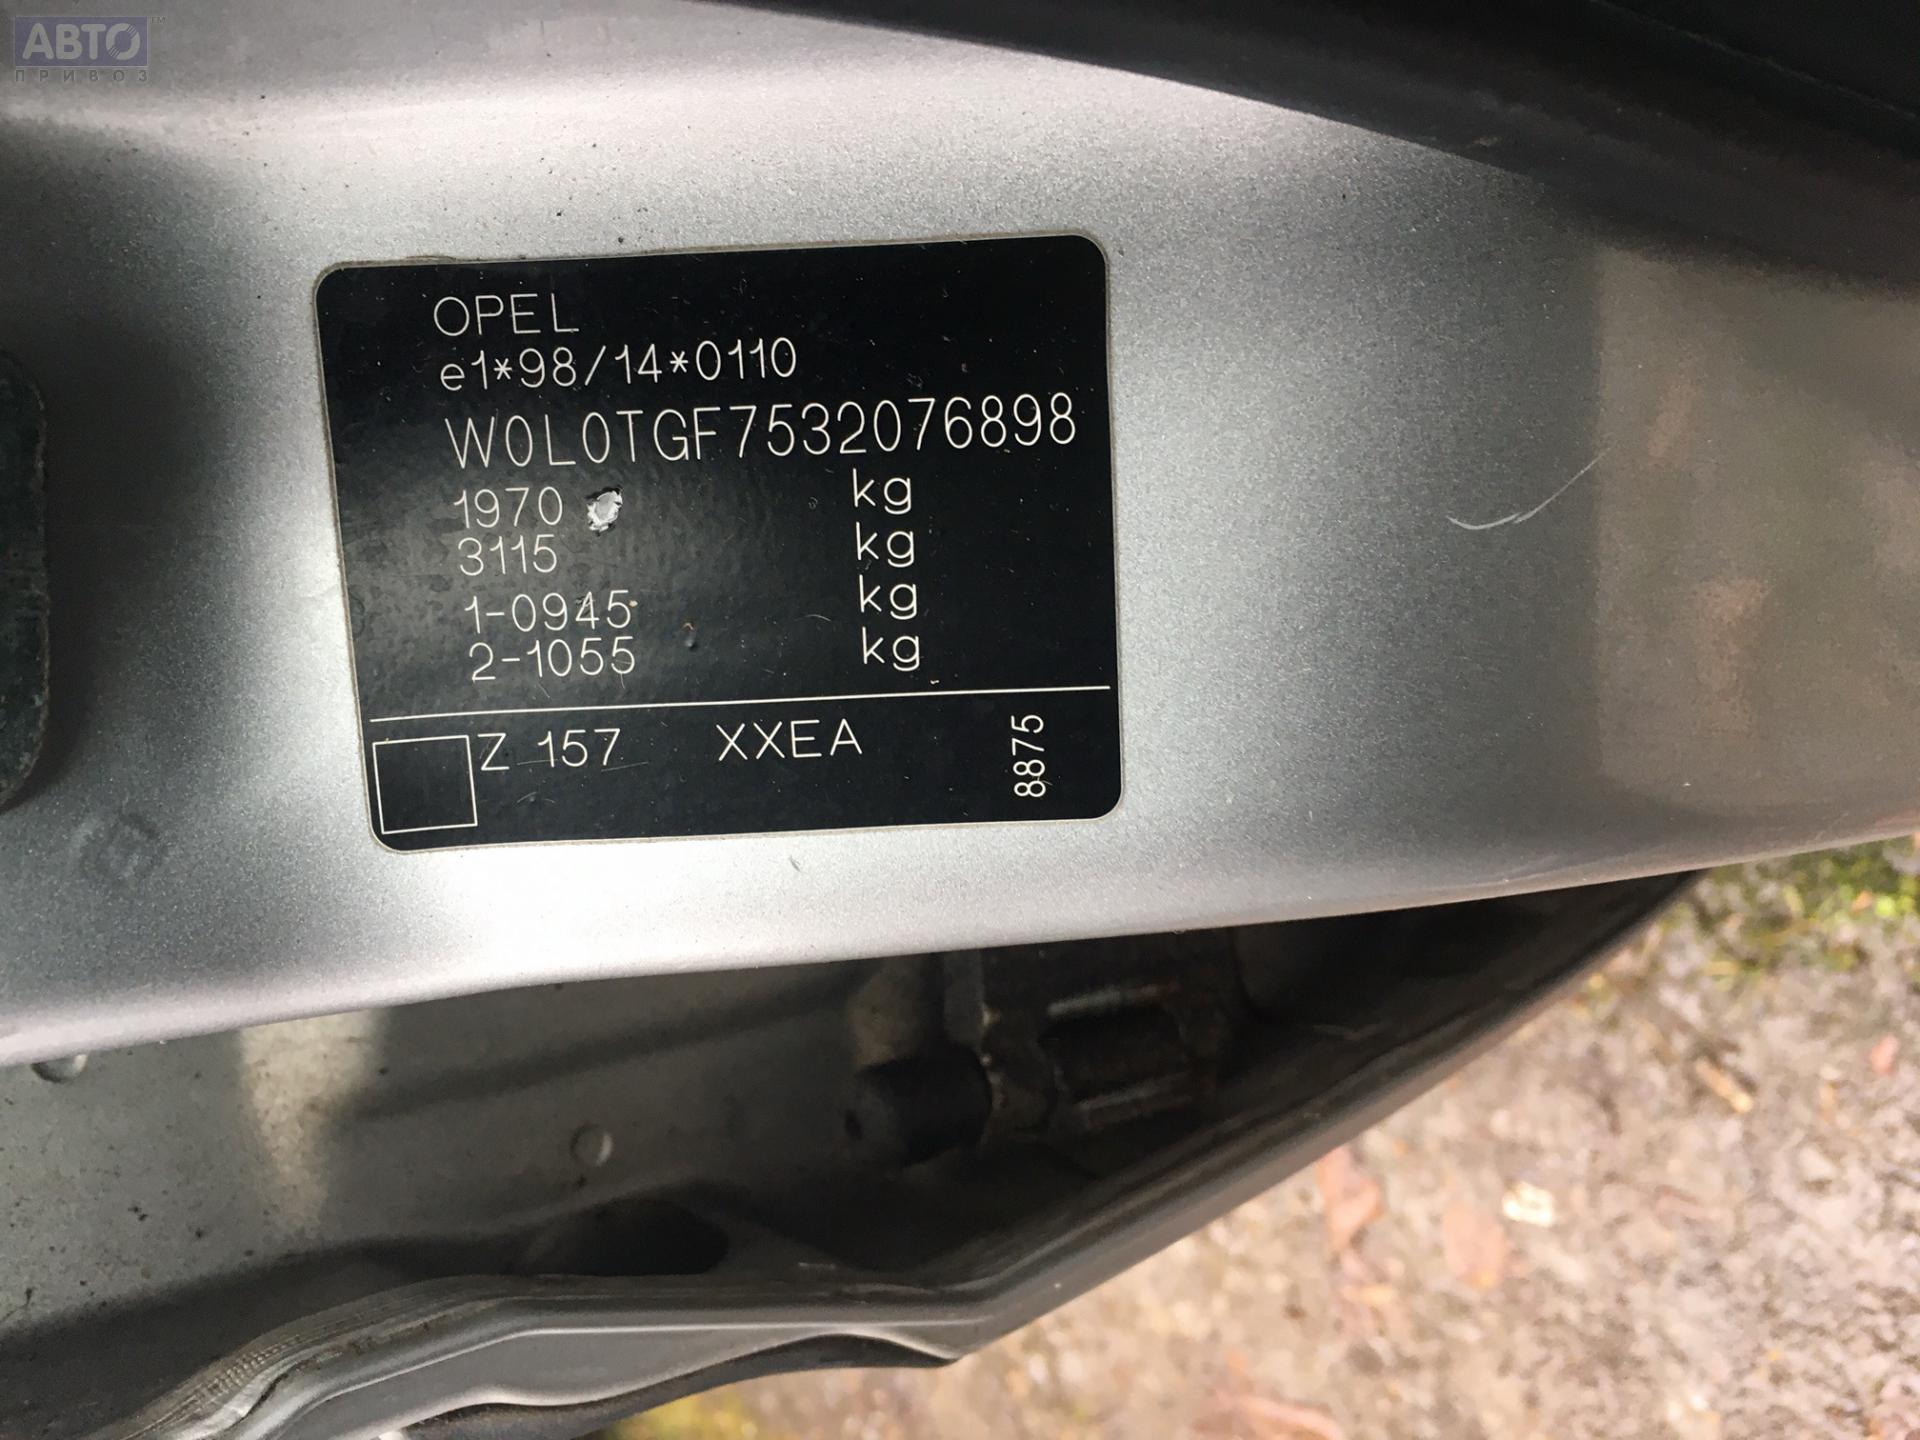 АВТО™
ПРИВОЗ
OPEL
e1*98/14*0110
W0L0TGF7532076898
1970 kg
3115 kg
1-0945 kg
2-1055 kg
Z 157 XXEA 8875